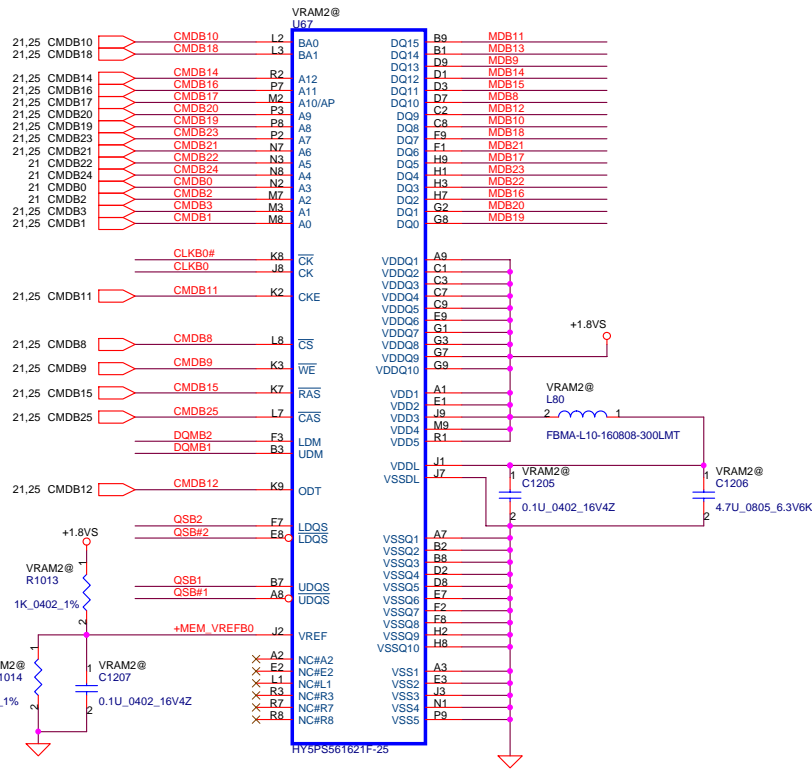 VRAM2@
U67
21,25 CMDB10 CMDB10 L2 BA0 DQ15 B9 MDB11
21,25 CMDB18 CMDB18 L3 BA1 DQ14 B1 MDB13
DQ13 D9 MDB9
21,25 CMDB14 CMDB14 R2 A12 DQ12 D1 MDB14
21,25 CMDB16 CMDB16 P7 A11 DQ11 D3 MDB15
21,25 CMDB17 CMDB17 M2 A10/AP DQ10 D7 MDB8
21,25 CMDB20 CMDB20 P3 A9 DQ9 C2 MDB12
21,25 CMDB19 CMDB19 P8 A8 DQ8 C8 MDB10
21,25 CMDB23 CMDB23 P2 A7 DQ7 F9 MDB18
21,25 CMDB21 CMDB21 N7 A6 DQ6 F1 MDB21
21 CMDB22 CMDB22 N3 A5 DQ5 H9 MDB17
21 CMDB24 CMDB24 N8 A4 DQ4 H1 MDB23
21 CMDB0 CMDB0 N2 A3 DQ3 H3 MDB22
21 CMDB2 CMDB2 M7 A2 DQ2 H7 MDB16
21,25 CMDB3 CMDB3 M3 A1 DQ1 G2 MDB20
21,25 CMDB1 CMDB1 M8 A0 DQ0 G8 MDB19
CLKB0# K8 CK VDDQ1 A9
CLKB0 J8 CK VDDQ2 C1
VDDQ3 C3
21,25 CMDB11 CMDB11 K2 CKE VDDQ4 C7
VDDQ5 C9
VDDQ6 E9
VDDQ7 G1
VDDQ8 G3
+1.8VS
21,25 CMDB8 CMDB8 L8 CS VDDQ9 G7
21,25 CMDB9 CMDB9 K3 WE VDDQ10 G9
21,25 CMDB15 CMDB15 K7 RAS VDD1 A1
VDD2 E1
VRAM2@
L80
21,25 CMDB25 CMDB25 L7 CAS VDD3 J9 2 1
VDD4 M9
FBMA-L10-160808-300LMT
DQMB2 F3 LDM VDD5 R1
DQMB1 B3 UDM
VDDL J1
VSSDL J7
21,25 CMDB12 CMDB12 K9 ODT
1 VRAM2@
C1205
0.1U_0402_16V4Z
2
1 VRAM2@
C1206
4.7U_0805_6.3V6K
2
QSB2 F7 LDQS
QSB#2 E8 LDQS VSSQ1 A7
VSSQ2 B2
VSSQ3 B8
VSSQ4 D2
QSB1 B7 UDQS VSSQ5 D8
QSB#1 A8 UDQS VSSQ6 E7
VSSQ7 F2
VSSQ8 F8
+MEM_VREFB0 J2 VREF VSSQ9 H2
VSSQ10 H8
A2 NC#A2
E2 NC#E2 VSS1 A3
L1 NC#L1 VSS2 E3
R3 NC#R3 VSS3 J3
R7 NC#R7 VSS4 N1
R8 NC#R8 VSS5 P9
HY5PS561621F-25
+1.8VS
VRAM2@
R1013
1K_0402_1%
1
2
M2@
1014
_1%
1
2
1 VRAM2@
C1207
0.1U_0402_16V4Z
2